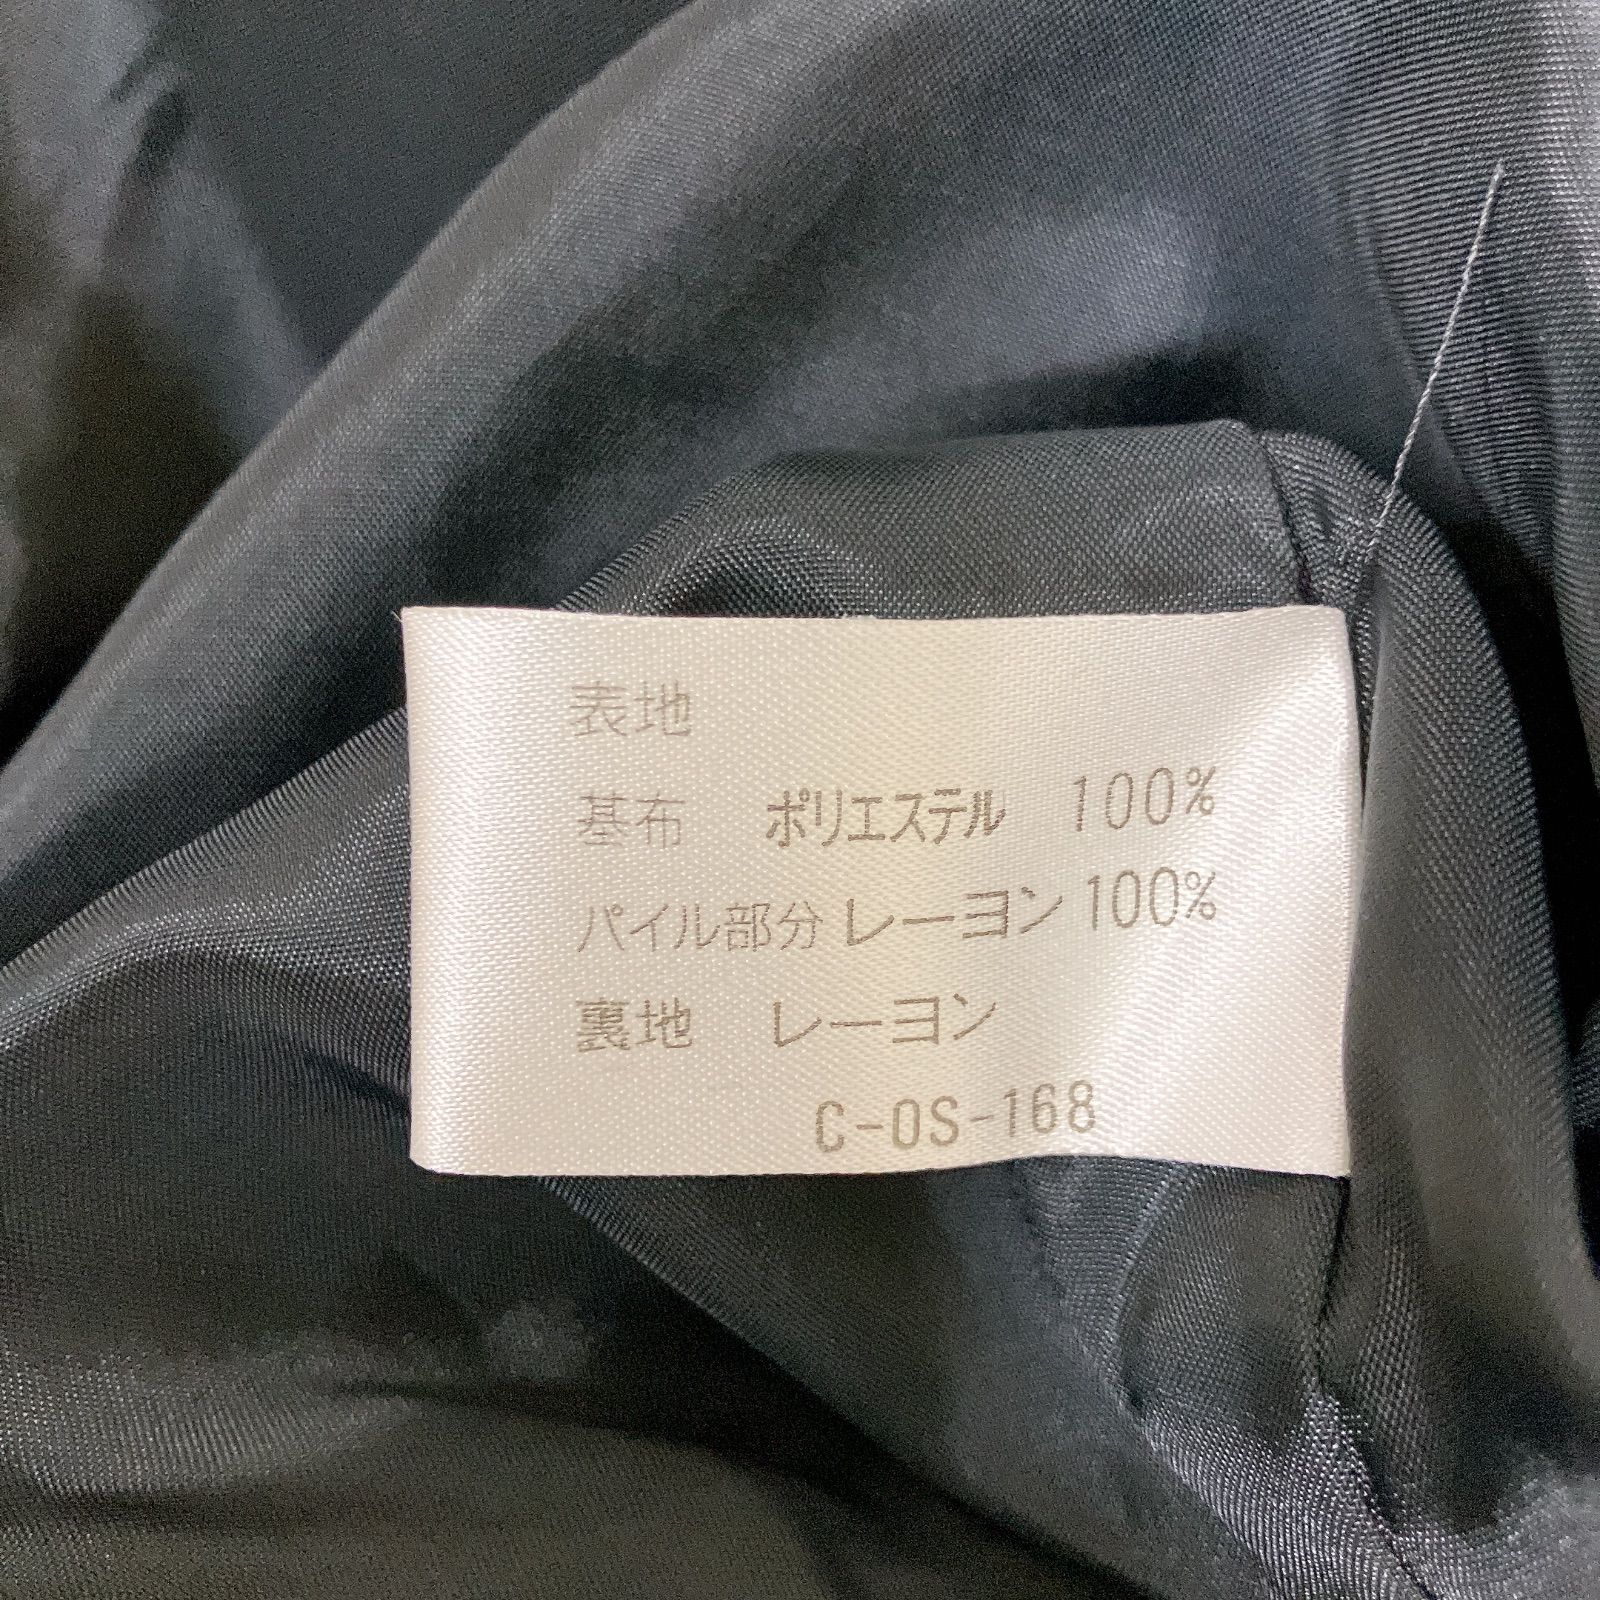 表地
基布 ポリエステル 100%
パイル部分 レーヨン 100%
裏地 レーヨン
C-OS-168